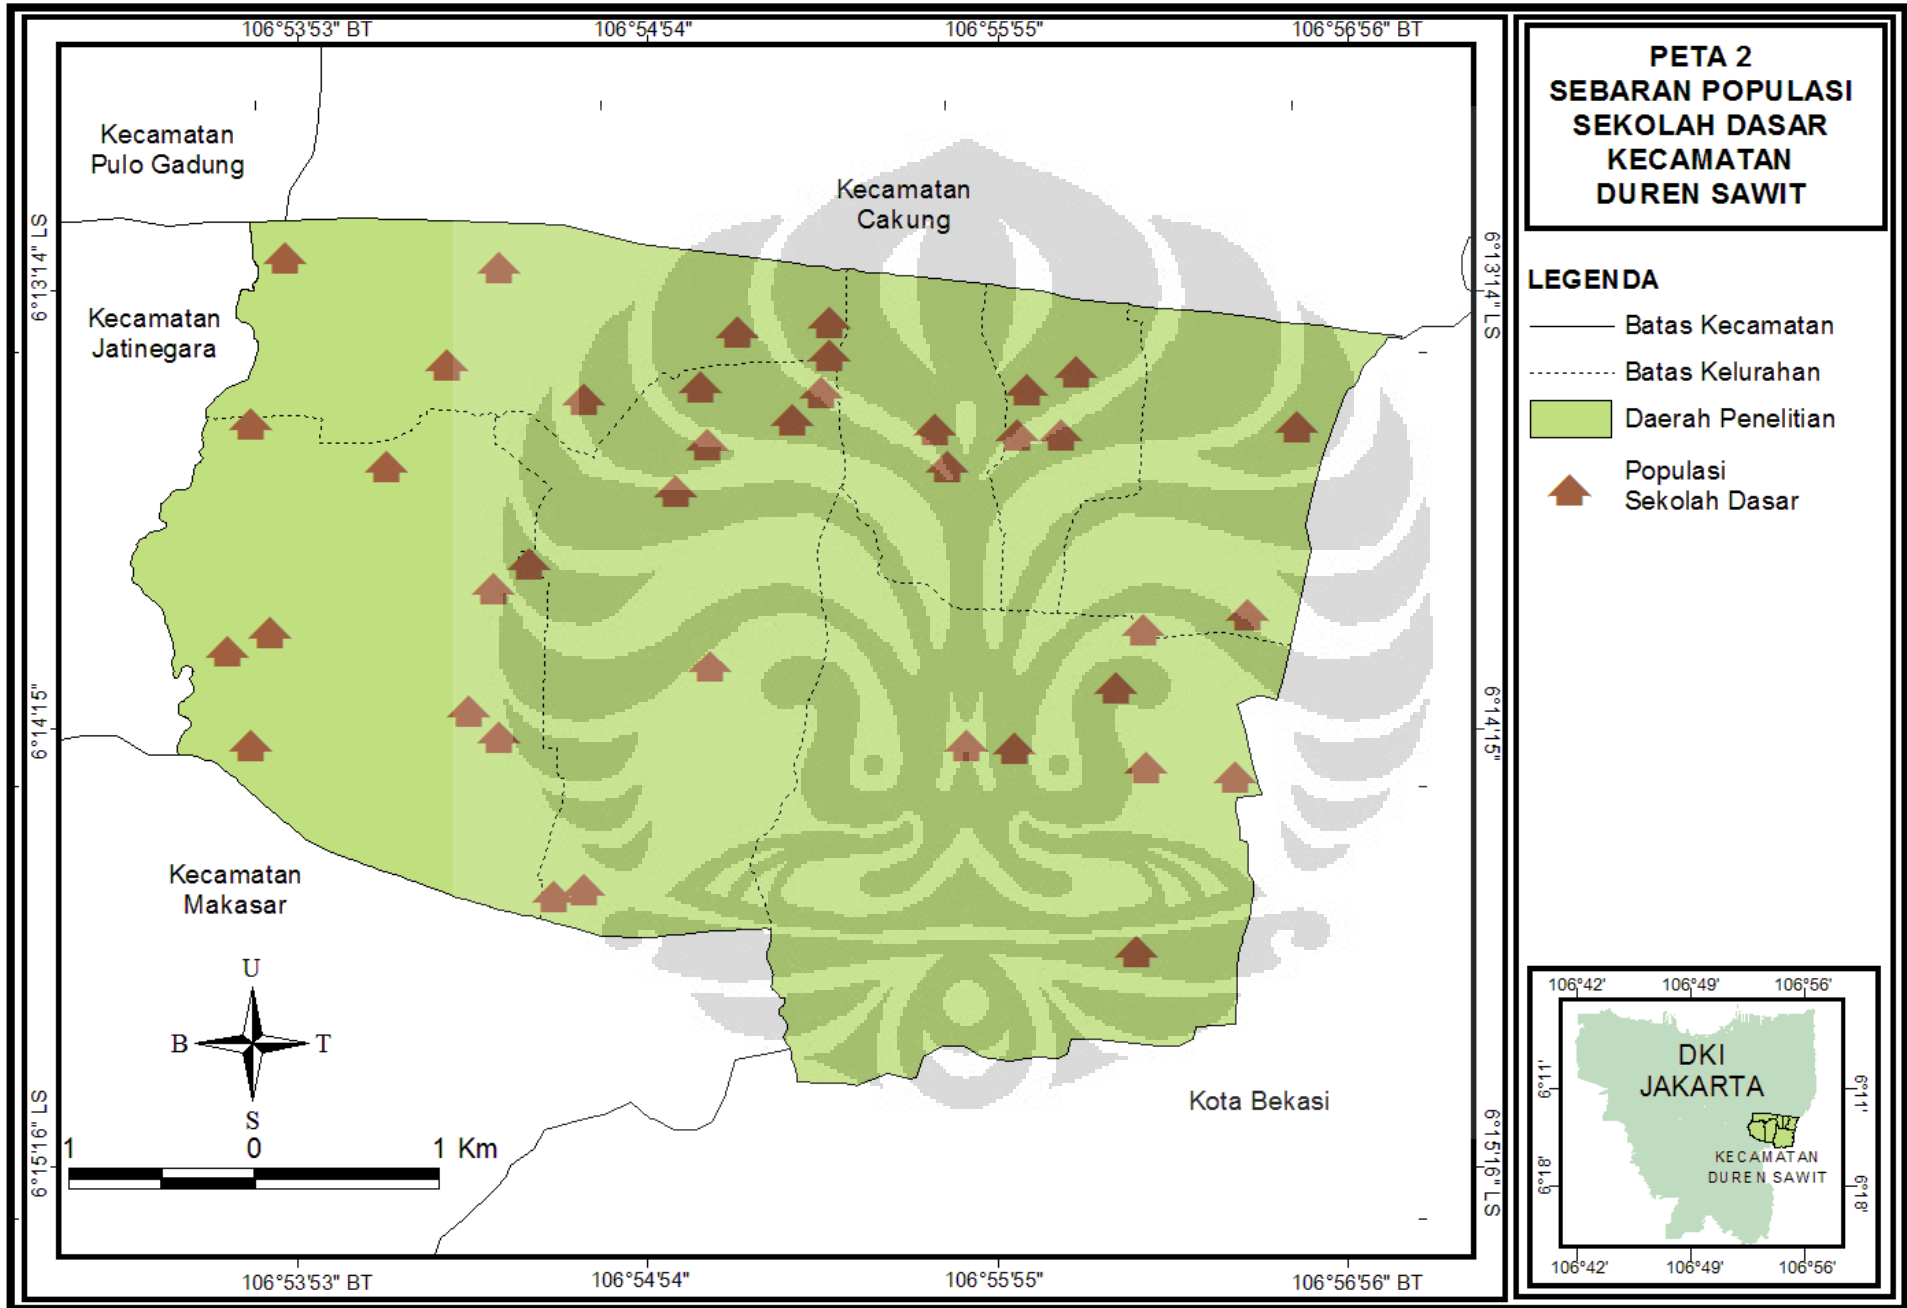 106°53'53" BT
106°54'54"
106°55'55"
106°56'56" BT
Kecamatan
Pulo Gadung
Kecamatan
Cakung
Kecamatan
Jatinegara
Kecamatan
Makasar
Kota Bekasi
6°13'14" LS
6°14'15"
6°15'16" LS
6°13'14" LS
6°14'15"
6°15'16" LS
U
B
T
S
1 0 1 Km
106°53'53" BT
106°54'54"
106°55'55"
106°56'56" BT
PETA 2
SEBARAN POPULASI
SEKOLAH DASAR
KECAMATAN
DUREN SAWIT
LEGENDA
Batas Kecamatan
Batas Kelurahan
Daerah Penelitian
Populasi
Sekolah Dasar
106°42' 106°49' 106°56'
DKI
JAKARTA
6°11'
6°11'
KECAMATAN
DUREN SAWIT
6°18'
6°18'
106°42' 106°49' 106°56'